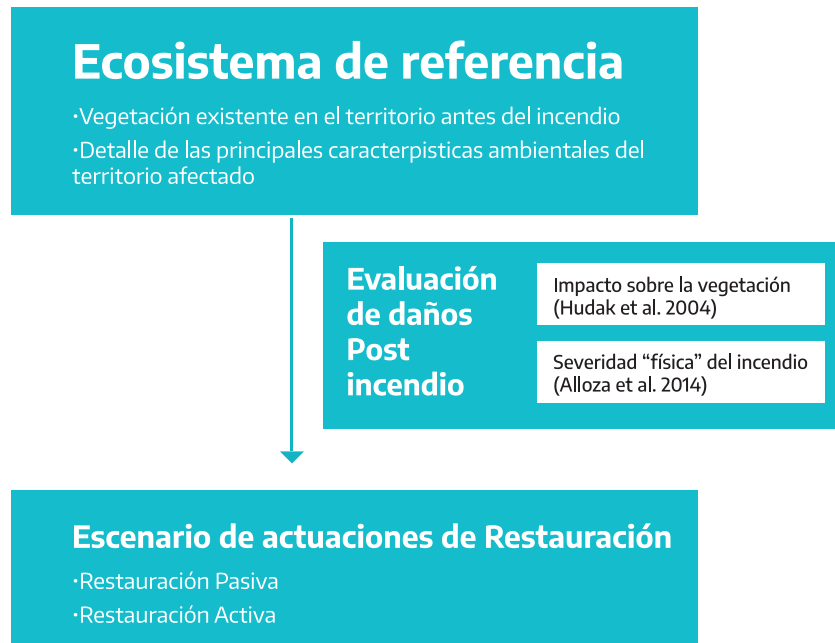 Ecosistema de referencia
·Vegetación existente en el territorio antes del incendio
·Detalle de las principales caracterpisticas ambientales del
territorio afectado
Evaluación
de daños
Post
incendio
Impacto sobre la vegetación
(Hudak et al. 2004)
Severidad “física” del incendio
(Alloza et al. 2014)
Escenario de actuaciones de Restauración
·Restauración Pasiva
·Restauración Activa